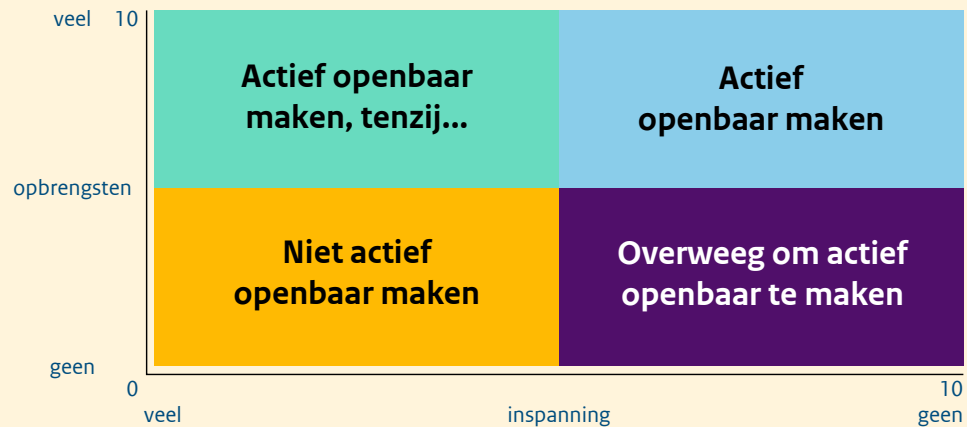 veel 10
Actief openbaar
maken, tenzij...
Actief
openbaar maken
opbrengsten
Niet actief
openbaar maken
Overweeg om actief
openbaar te maken
geen
0
10
veel
inspanning
geen